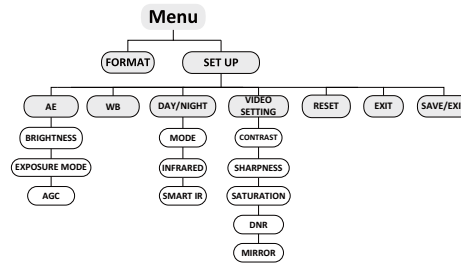 Menu
FORMAT
SET UP
AE
WB
DAY/NIGHT
VIDEO
SETTING
RESET
EXIT
SAVE/EXI
BRIGHTNESS
MODE
CONTRAST
EXPOSURE MODE
INFRARED
SHARPNESS
AGC
SMART IR
SATURATION
DNR
MIRROR